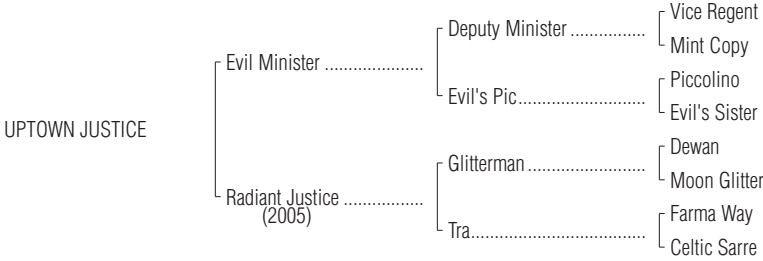 Vice Regent
Deputy Minister ....................
Mint Copy
Evil Minister ........................
Piccolino
Evil's Pic..................................
Evil's Sister
UPTOWN JUSTICE
Dewan
Glitterman ................................
Moon Glitter
Radiant Justice ...................
(2005)
Farma Way
Tra...............................................
Celtic Sarre